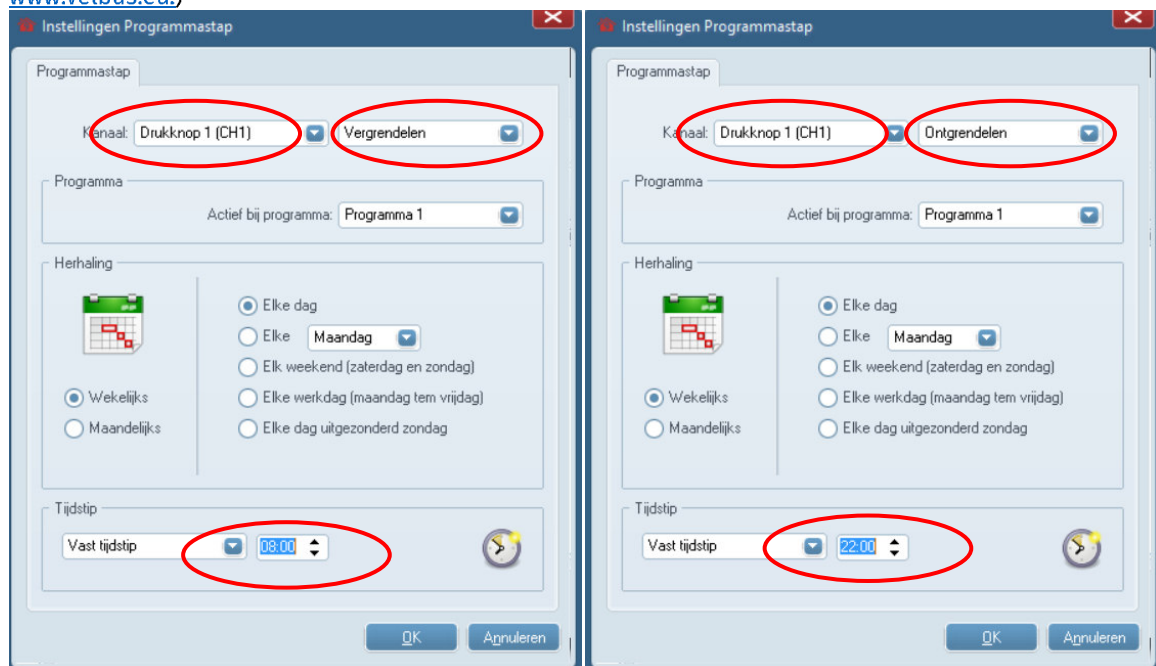 www.velbus.eu.)
Instellingen Programmastap
Programmastap
Kanaal: Drukknop 1 (CH1) Vergrendelen
Programma
Actief bij programma: Programma 1
Herhaling
Elke dag
Elke Maandag
Elk weekend (zaterdag en zondag)
Wekelijks
Elke werkdag (maandag tem vrijdag)
Maandelijks
Elke dag uitgezonderd zondag
Tijdstip
Vast tijdstip 08:00
OK Annuleren
Instellingen Programmastap
Programmastap
Kanaal: Drukknop 1 (CH1) Ontgrendelen
Programma
Actief bij programma: Programma 1
Herhaling
Elke dag
Elke Maandag
Elk weekend (zaterdag en zondag)
Wekelijks
Elke werkdag (maandag tem vrijdag)
Maandelijks
Elke dag uitgezonderd zondag
Tijdstip
Vast tijdstip 22:00
OK Annuleren